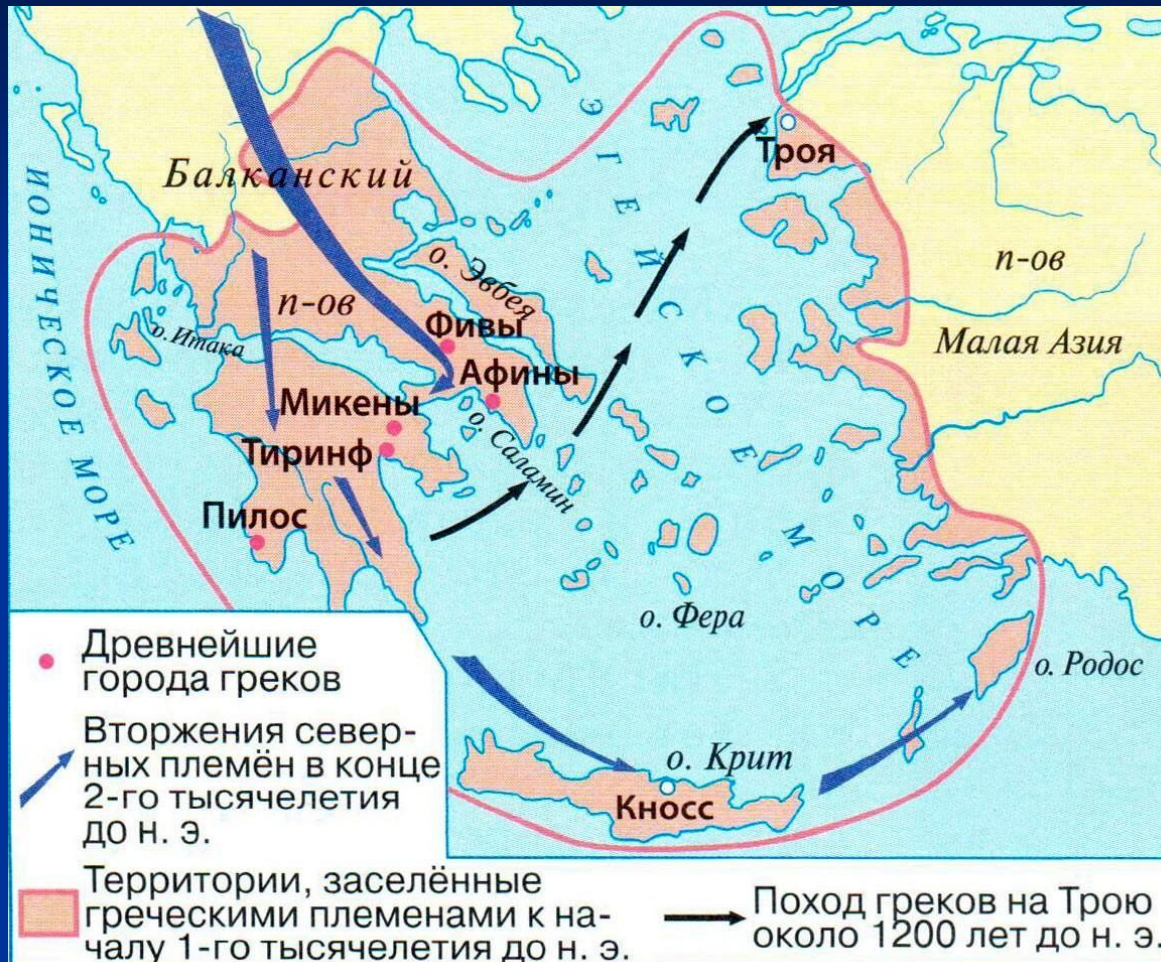 ЭГЕЙСКОЕ МОРЕ
Троя
Балканский
ИОНИЧЕСКОЕ МОРЕ
о. Эвбея
п-ов
п-ов
Фивы
о. Итака
Малая Азия
Афины
Микены
о. Саламин
Тиринф
Пилос
о. Фера
о. Родос
о. Крит
Кносс
Древнейшие
города греков
Вторжения север-
ных племён в конце
2-го тысячелетия
до н. э.
Территории, заселённые
греческими племенами к на-
чалу 1-го тысячелетия до н. э.
Поход греков на Трою
около 1200 лет до н. э.